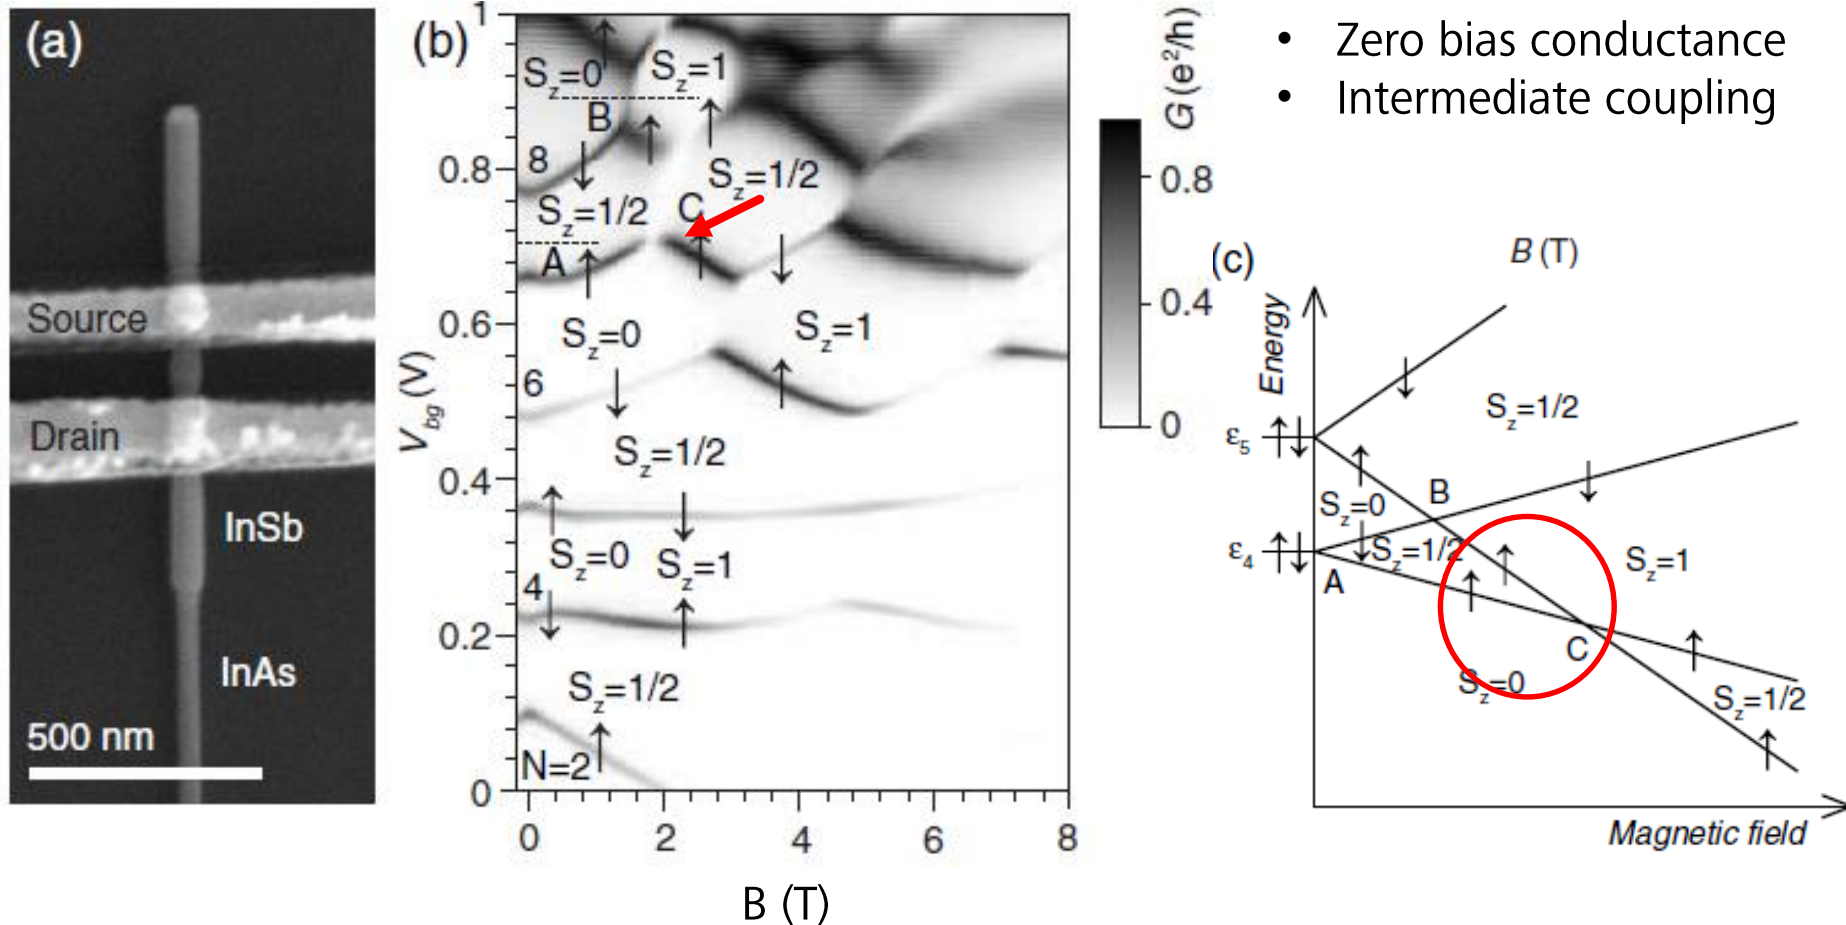 (a)
Source
Drain
InSb
InAs
500 nm
(b)
1
0.8
0.6
0.4
0.2
0
V_bg (V)
S_z=0
S_z=1
B
8
S_z=1/2
S_z=1/2
C
A
S_z=0
S_z=1
6
S_z=1/2
S_z=0
S_z=1
4
S_z=1/2
N=2
0 2 4 6 8
B (T)
G (e²/h)
0.8
0.4
0
• Zero bias conductance
• Intermediate coupling
B (T)
(c)
Energy
S_z=1/2
ε₅
B
S_z=0
ε₄
S_z=1/2
S_z=1
A
C
S_z=0
S_z=1/2
Magnetic field